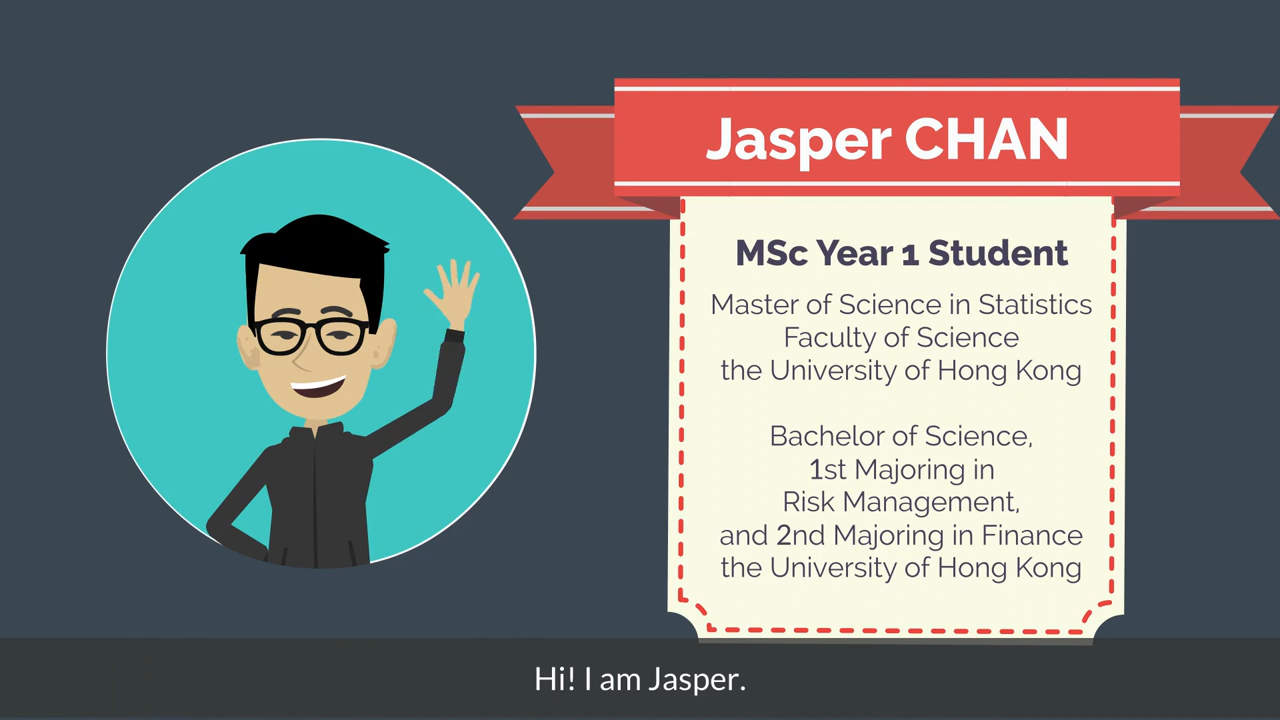 Jasper CHAN
MSc Year 1 Student
Master of Science in Statistics
Faculty of Science
the University of Hong Kong
Bachelor of Science,
1st Majoring in
Risk Management,
and 2nd Majoring in Finance
the University of Hong Kong
Hi! I am Jasper.